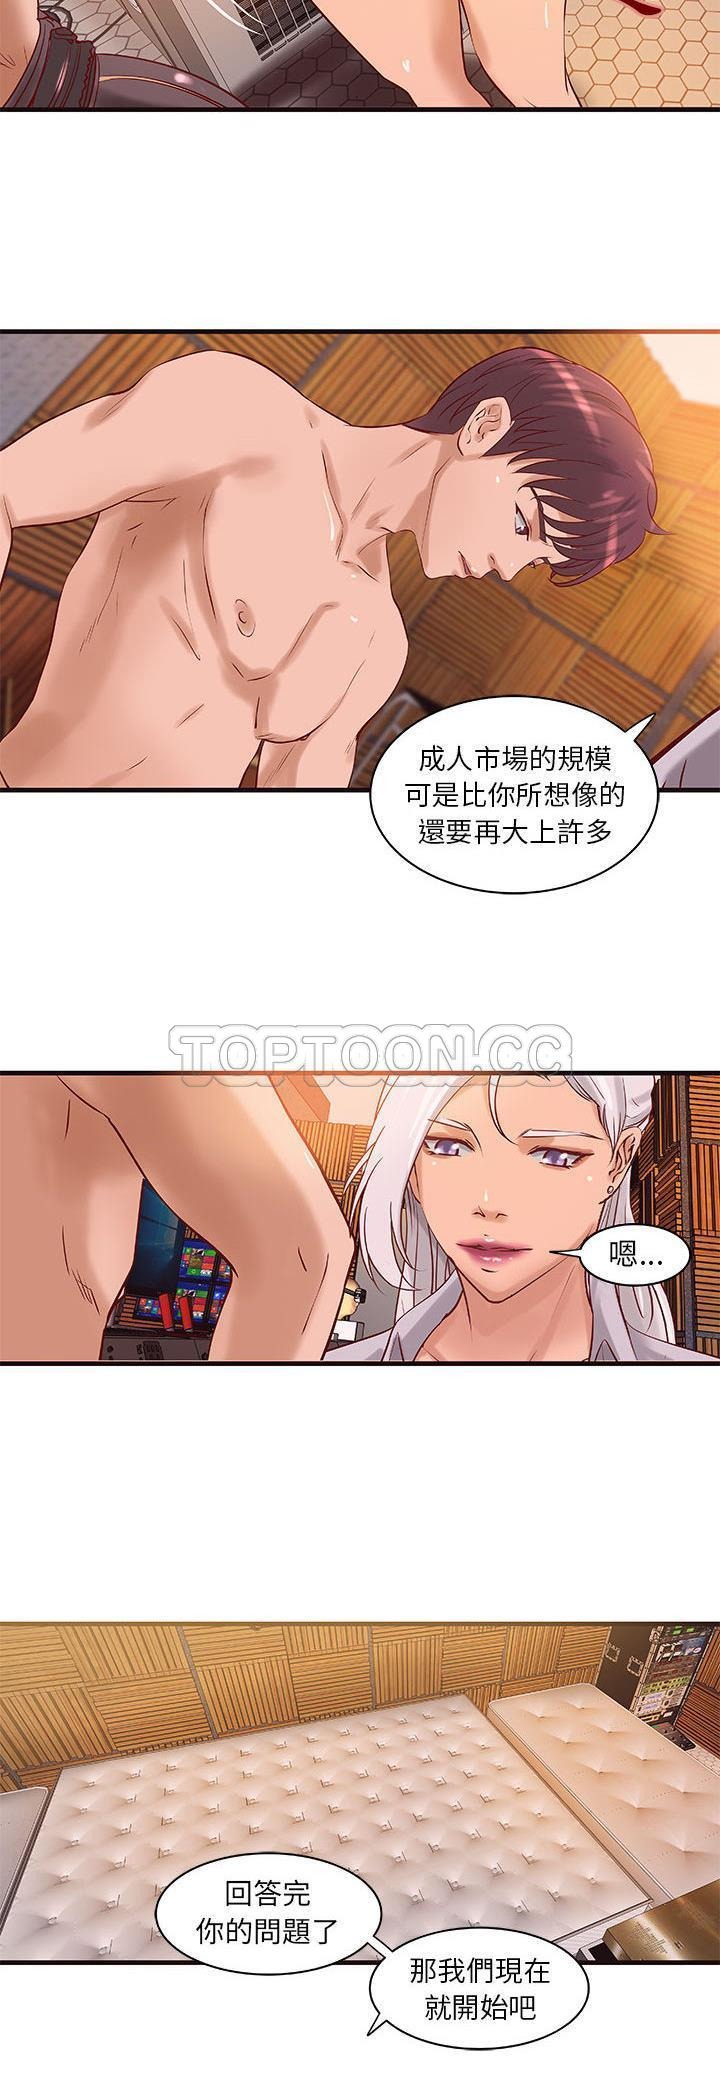 成人市場的規模
可是比你所想像的
還要再大上許多
TOPTOON.CC
嗯...
回答完
你的問題了
那我們現在
就開始吧